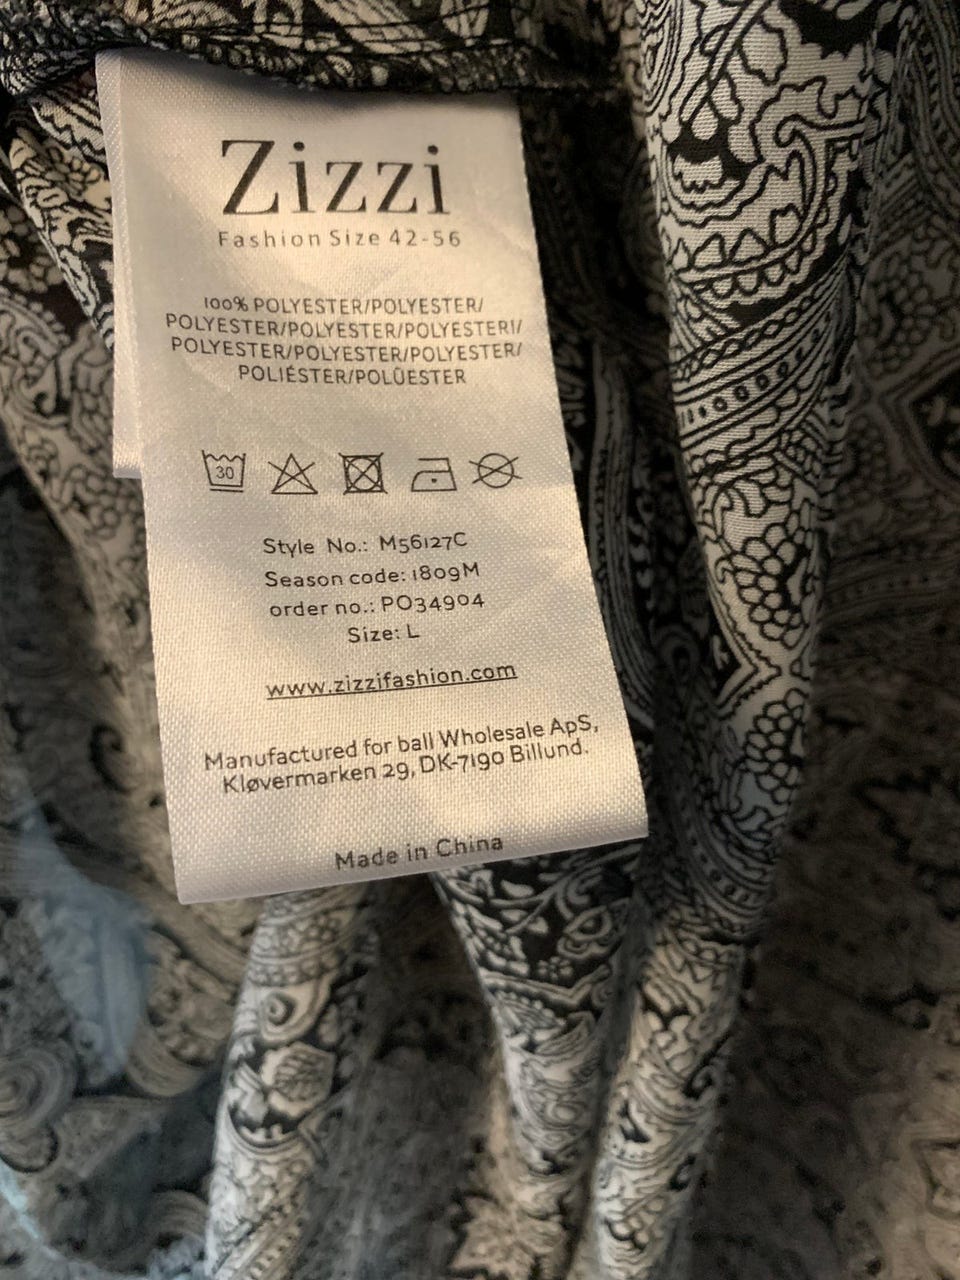 Zizzi
Fashion Size 42-56
100% POLYESTER/POLYESTER/
POLYESTER/POLYESTER/POLYESTERI/
POLYESTER/POLYESTER/POLYESTER/
POLIÉSTER/POLŪESTER
30
Style No.: M56127C
Season code: 1809M
order no.: PO34904
Size: L
www.zizzifashion.com
Manufactured for ball Wholesale ApS,
Kløvermarken 29, DK-7190 Billund.
Made in China